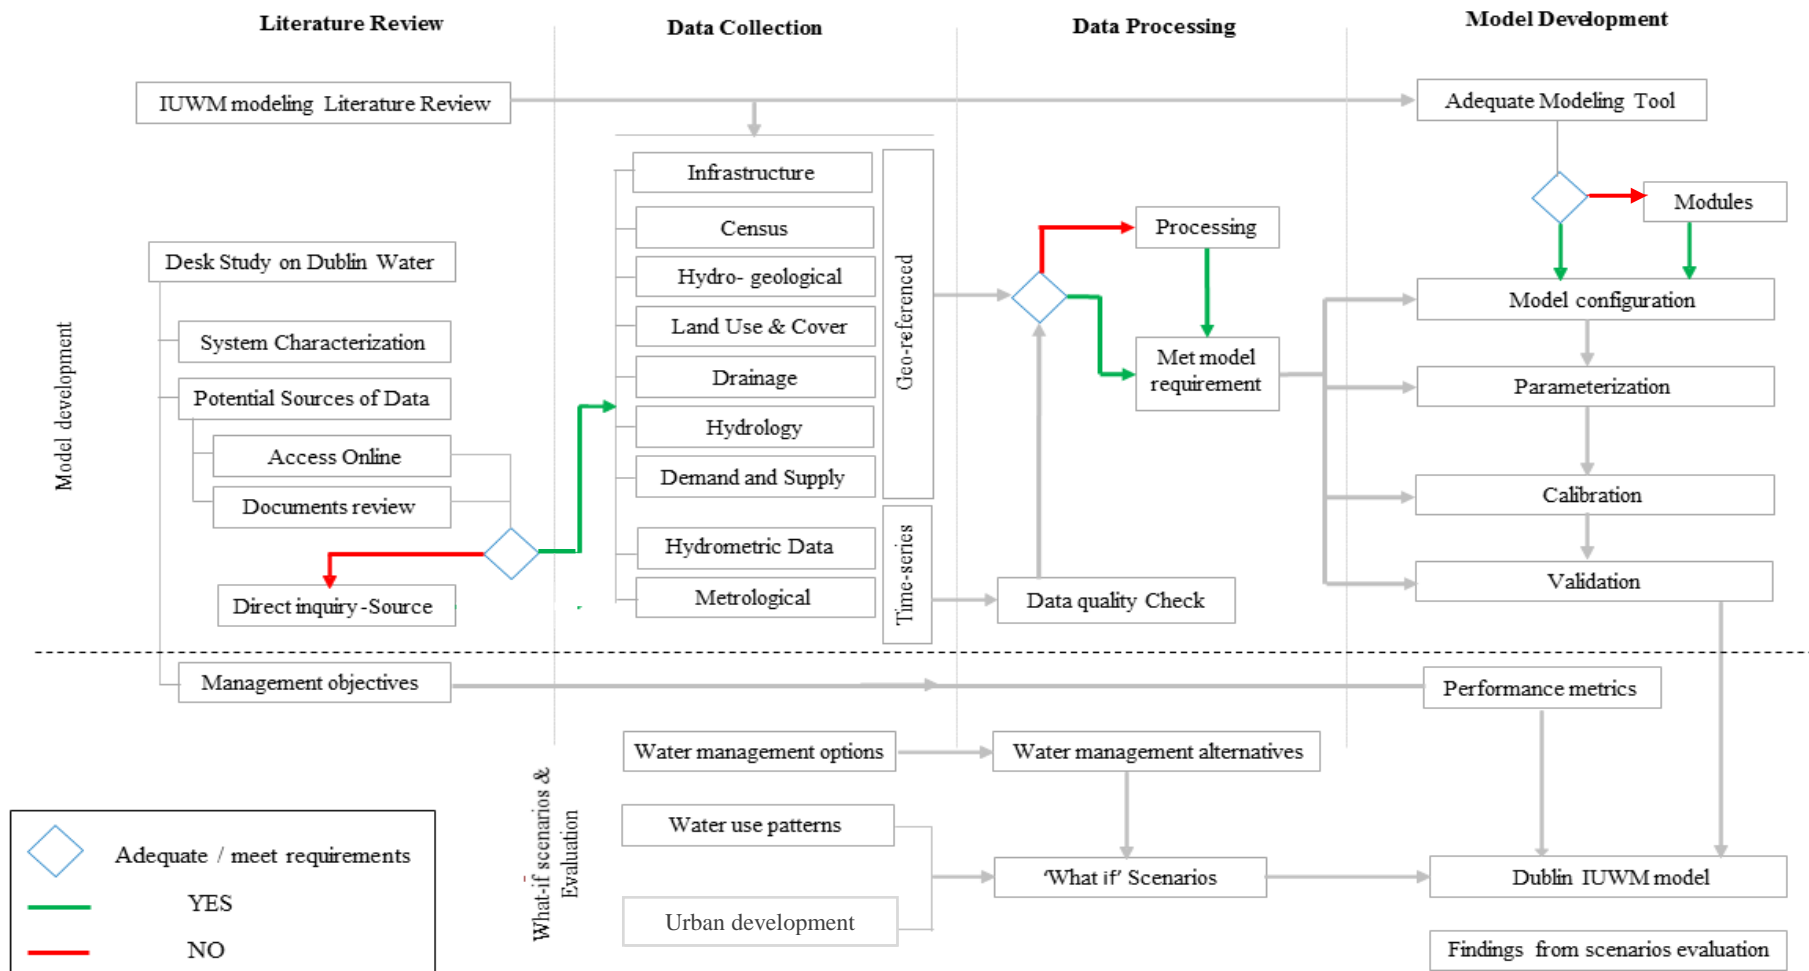 Literature Review
Data Collection
Data Processing
Model Development
IUWM modeling Literature Review
Adequate Modeling Tool
Infrastructure
Census
Hydro- geological
Land Use & Cover
Drainage
Hydrology
Demand and Supply
Geo-referenced
Hydrometric Data
Metrological
Time-series
Desk Study on Dublin Water
System Characterization
Potential Sources of Data
Access Online
Documents review
Direct inquiry -Source
Model development
Processing
Met model
requirement
Data quality Check
Modules
Model configuration
Parameterization
Calibration
Validation
Management objectives
Performance metrics
Water management options
Water management alternatives
Water use patterns
Urban development
'What if' Scenarios
Dublin IUWM model
Findings from scenarios evaluation
What-if scenarios &
Evaluation
Adequate / meet requirements
YES
NO